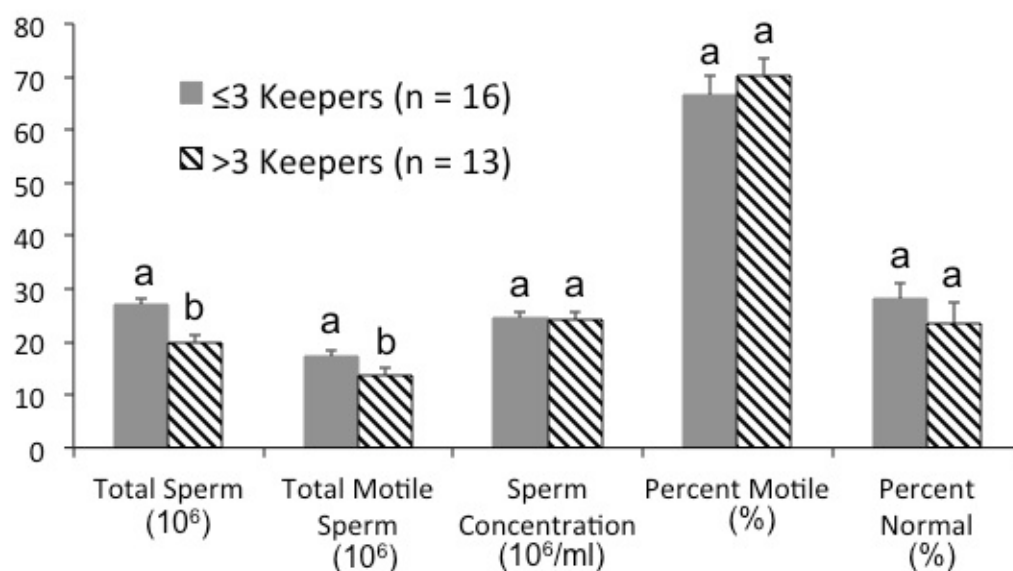 80
70
60
50
40
30
20
10
0
≤3 Keepers (n = 16)
>3 Keepers (n = 13)
a
b
a
b
a
a
a
a
a
a
Total Sperm
(10⁶)
Total Motile
Sperm
(10⁶)
Sperm
Concentration
(10⁶/ml)
Percent Motile
(%)
Percent
Normal
(%)